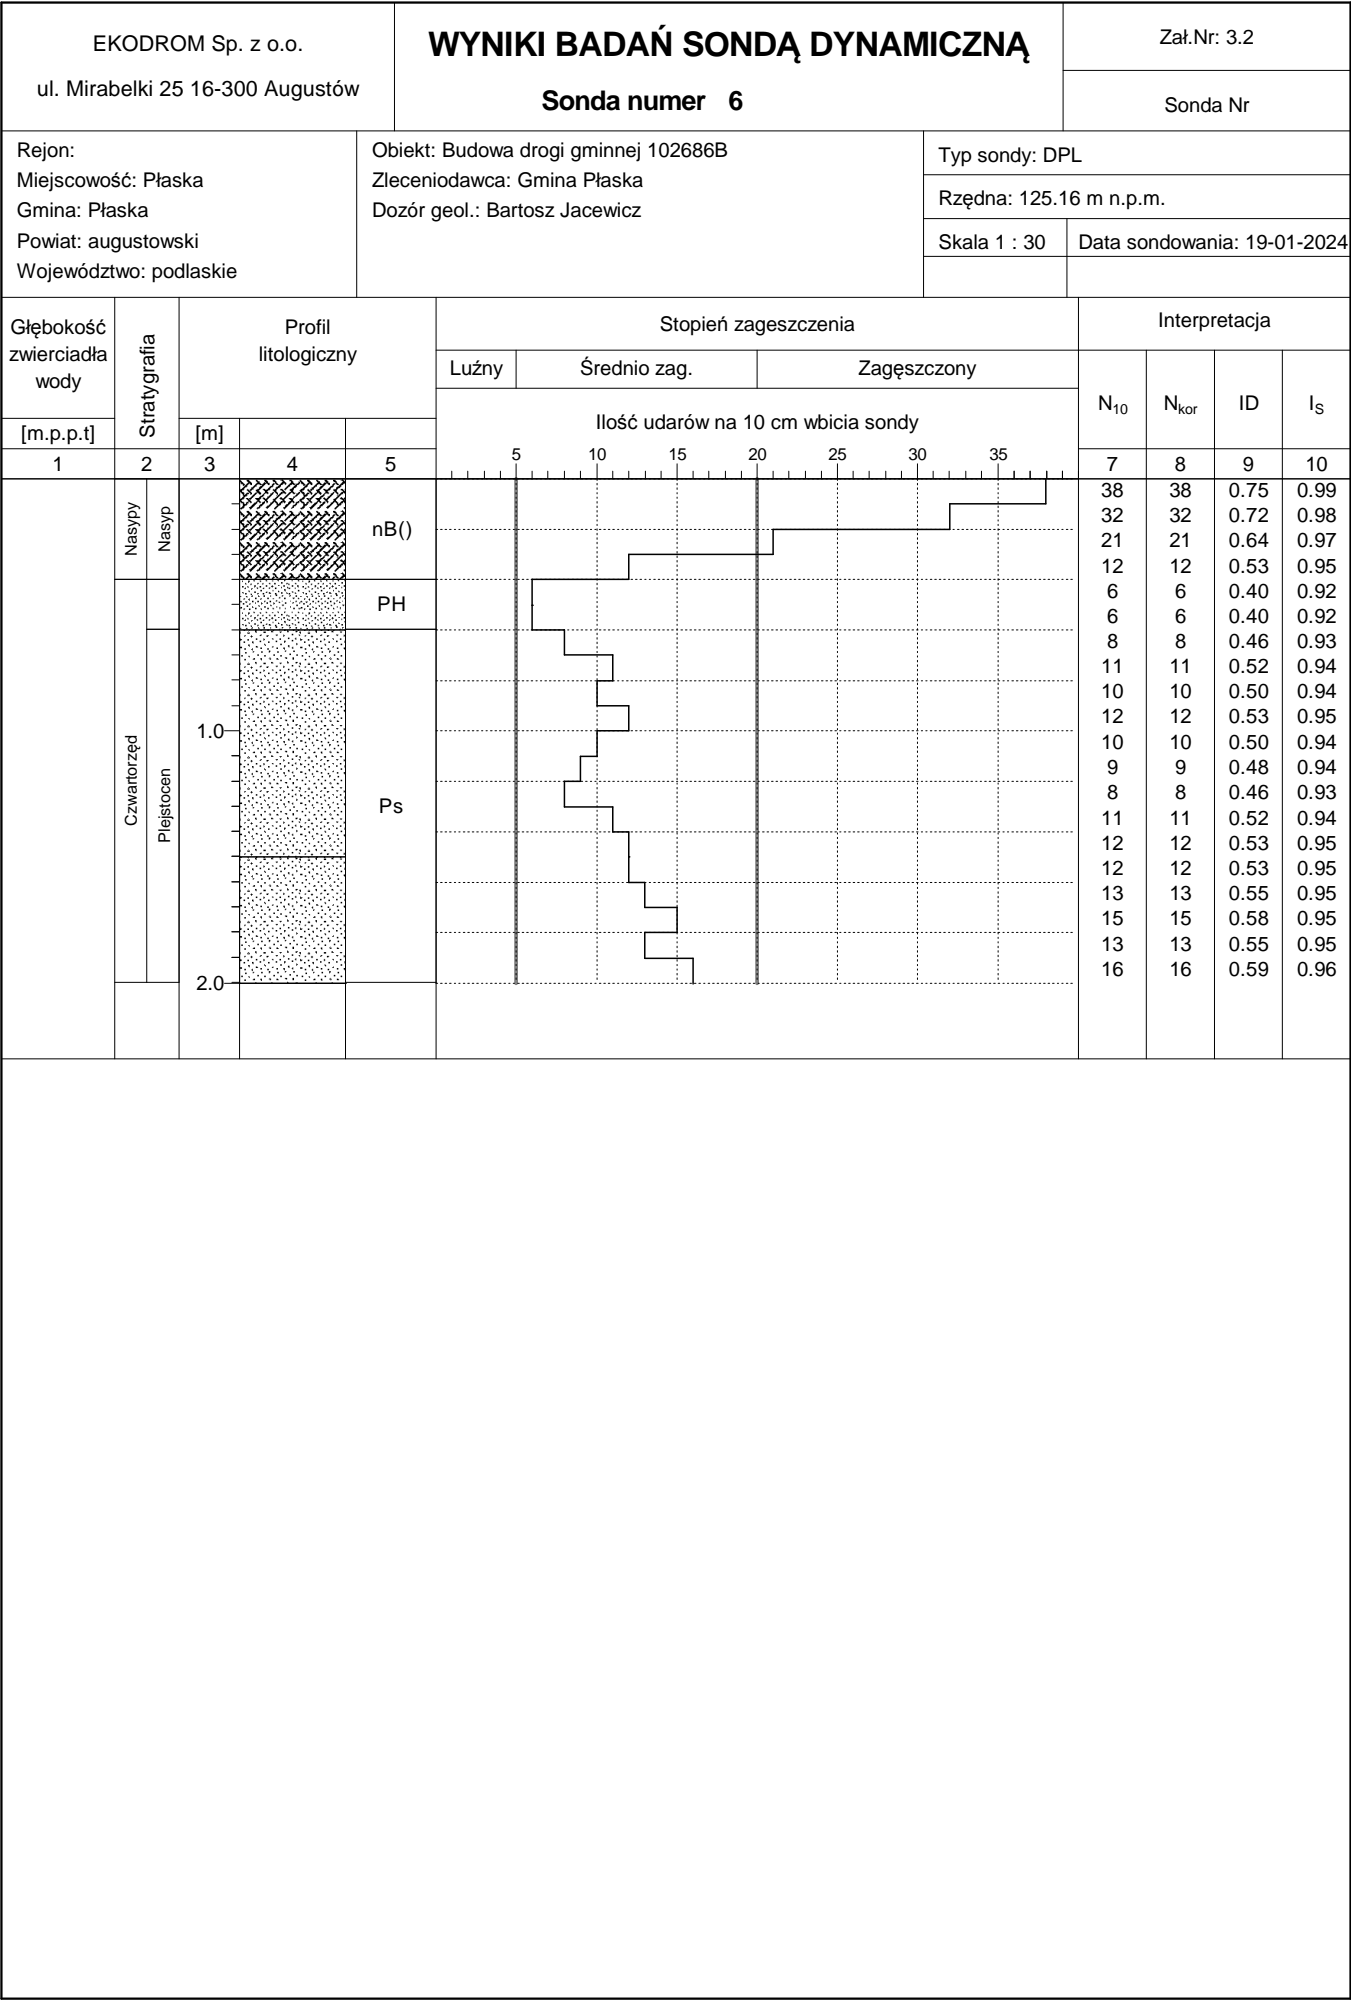 EKODROM Sp. z o.o.
ul. Mirabelki 25 16-300 Augustów
WYNIKI BADAŃ SONDĄ DYNAMICZNĄ
Sonda numer 6
Zał.Nr: 3.2
Sonda Nr
Rejon:
Miejscowość: Płaska
Gmina: Płaska
Powiat: augustowski
Województwo: podlaskie
Obiekt: Budowa drogi gminnej 102686B
Zleceniodawca: Gmina Płaska
Dozór geol.: Bartosz Jacewicz
Typ sondy: DPL
Rzędna: 125.16 m n.p.m.
Skala 1 : 30
Data sondowania: 19-01-2024
Głębokość
zwierciadła
wody
[m.p.p.t]
Stratygrafia
Profil
litologiczny
[m]
Stopień zageszczenia
Luźny
Średnio zag.
Zagęszczony
Ilość udarów na 10 cm wbicia sondy
5 10 15 20 25 30 35
Interpretacja
N10 Nkor ID IS
1 2 3 4 5 7 8 9 10
Nasypy
Nasyp
nB()
PH
1.0
Czwartorzęd
Plejstocen
Ps
2.0
38 38 0.75 0.99
32 32 0.72 0.98
21 21 0.64 0.97
12 12 0.53 0.95
6 6 0.40 0.92
6 6 0.40 0.92
8 8 0.46 0.93
11 11 0.52 0.94
10 10 0.50 0.94
12 12 0.53 0.95
10 10 0.50 0.94
9 9 0.48 0.94
8 8 0.46 0.93
11 11 0.52 0.94
12 12 0.53 0.95
12 12 0.53 0.95
13 13 0.55 0.95
15 15 0.58 0.95
13 13 0.55 0.95
16 16 0.59 0.96